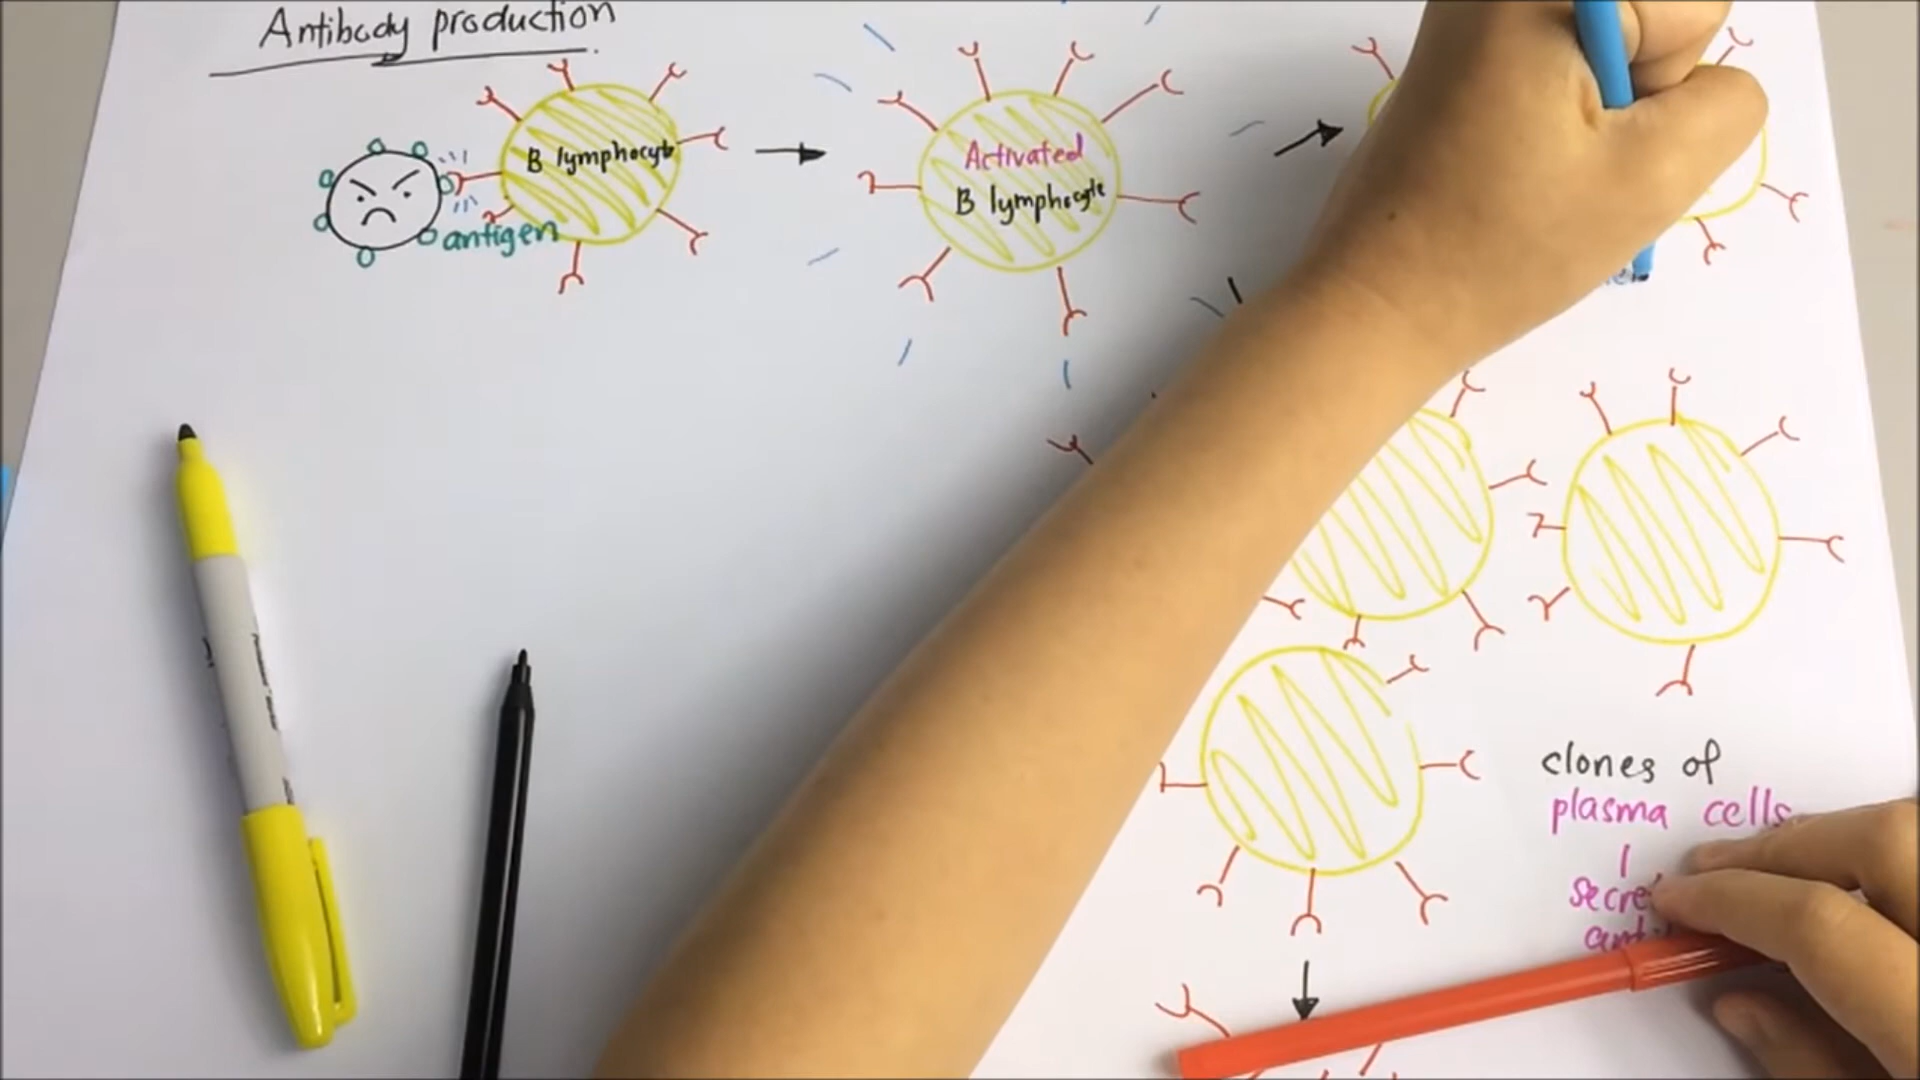 Antibody production
B lymphocyte
antigen
Activated
B lymphocyte
clones of
plasma cells